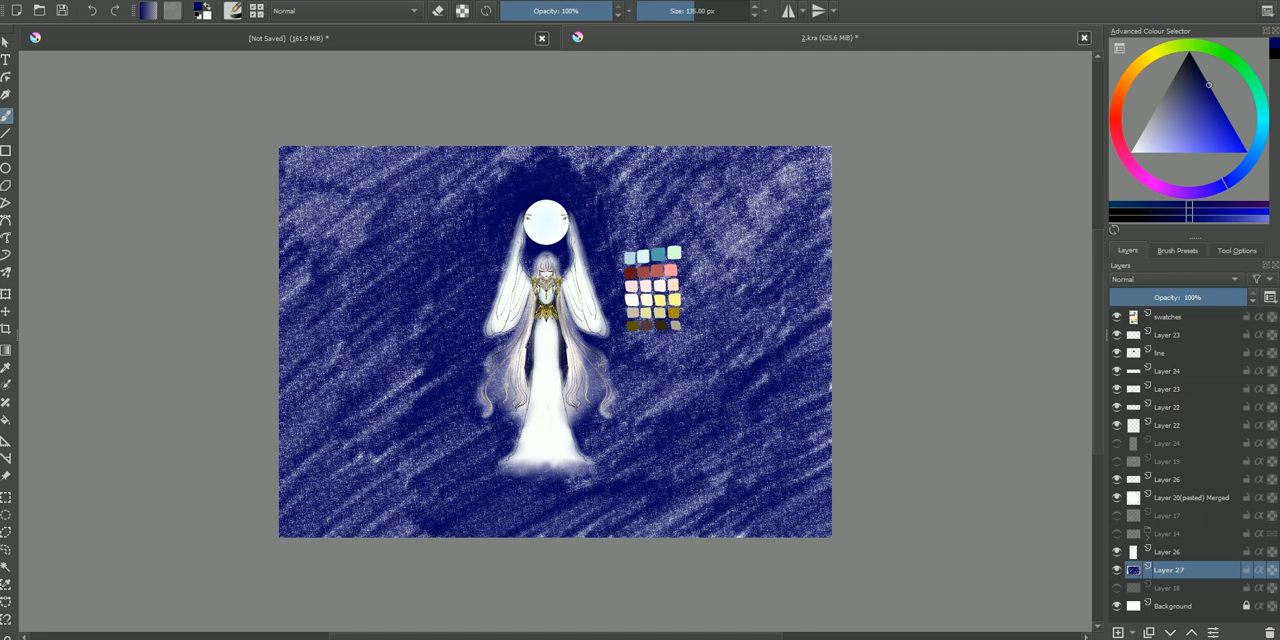 Normal
Opacity: 100%
Size: 135.00 px
[Not Saved] (161.9 MiB) *
2.kra (625.6 MiB) *
Advanced Colour Selector
Layers
Brush Presets
Tool Options
Layers
Normal
Opacity: 100%
swatches
Layer 23
line
Layer 24
Layer 23
Layer 22
Layer 22
Layer 24
Layer 19
Layer 26
Layer 20(pasted) Merged
Layer 17
Layer 14
Layer 26
Layer 27
Layer 18
Background